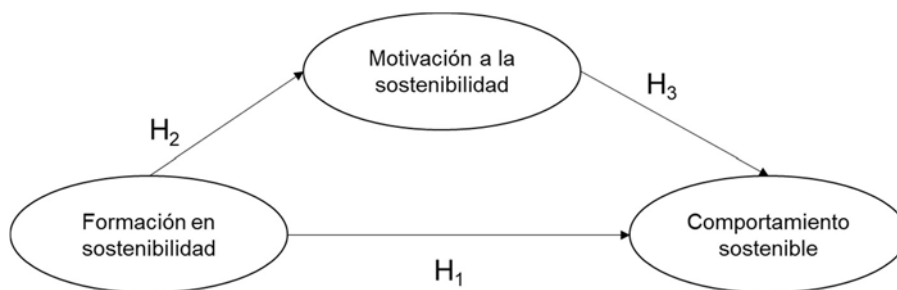 Motivación a la
sostenibilidad
H₃
H₂
Formación en
sostenibilidad
Comportamiento
sostenible
H₁